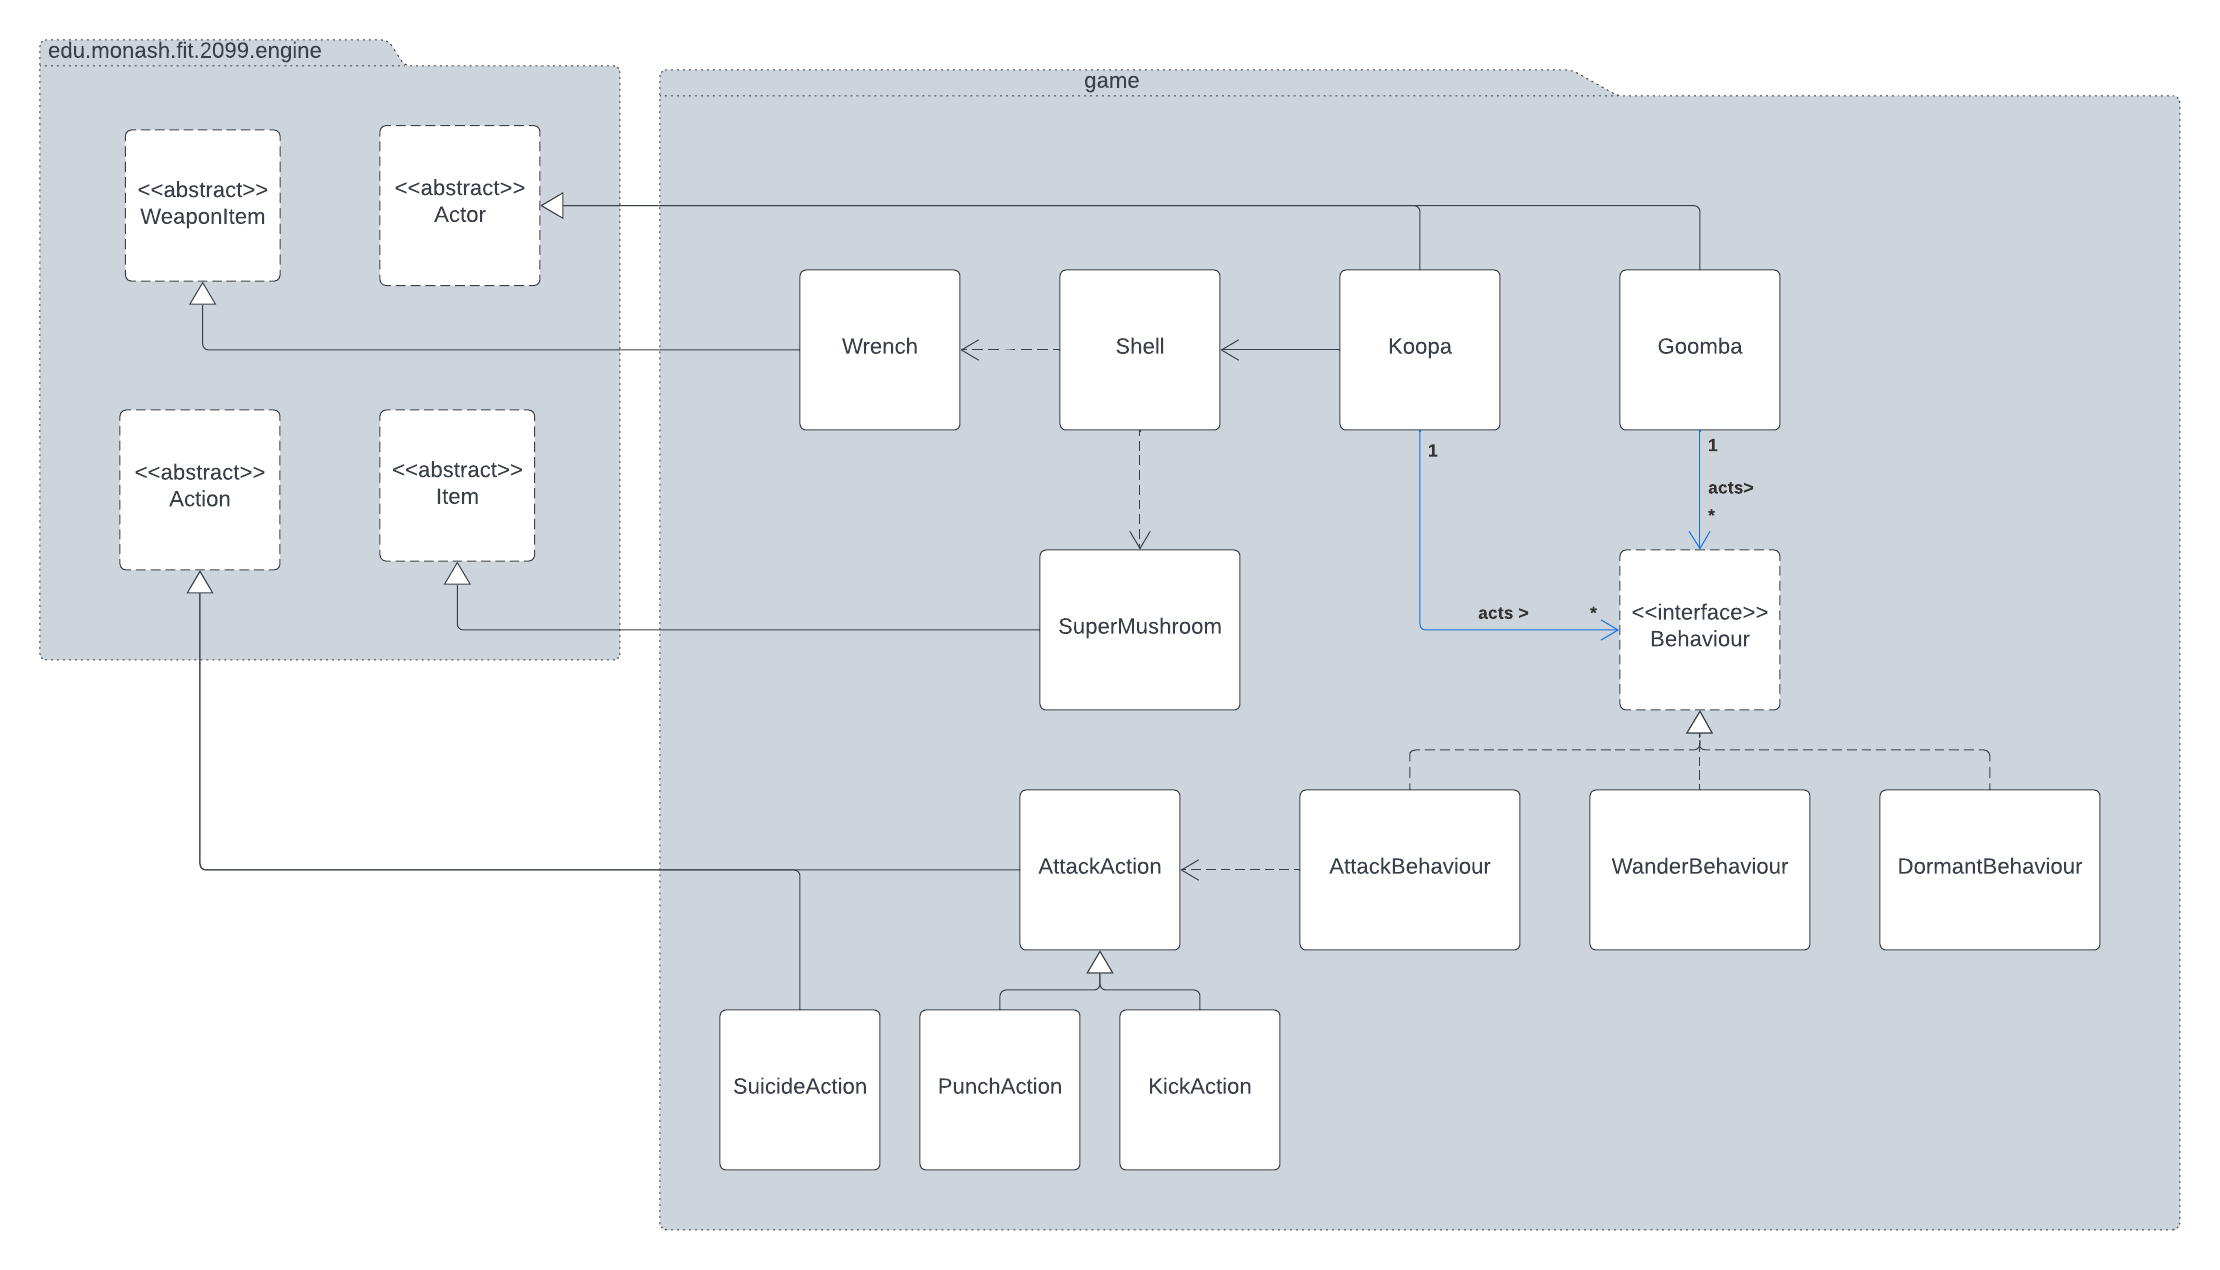 edu.monash.fit.2099.engine
game
<<abstract>>
WeaponItem
<<abstract>>
Actor
Wrench
Shell
Koopa
Goomba
1
1
acts>
*
<<abstract>>
Action
<<abstract>>
Item
SuperMushroom
acts >
*
<<interface>>
Behaviour
AttackAction
AttackBehaviour
WanderBehaviour
DormantBehaviour
SuicideAction
PunchAction
KickAction